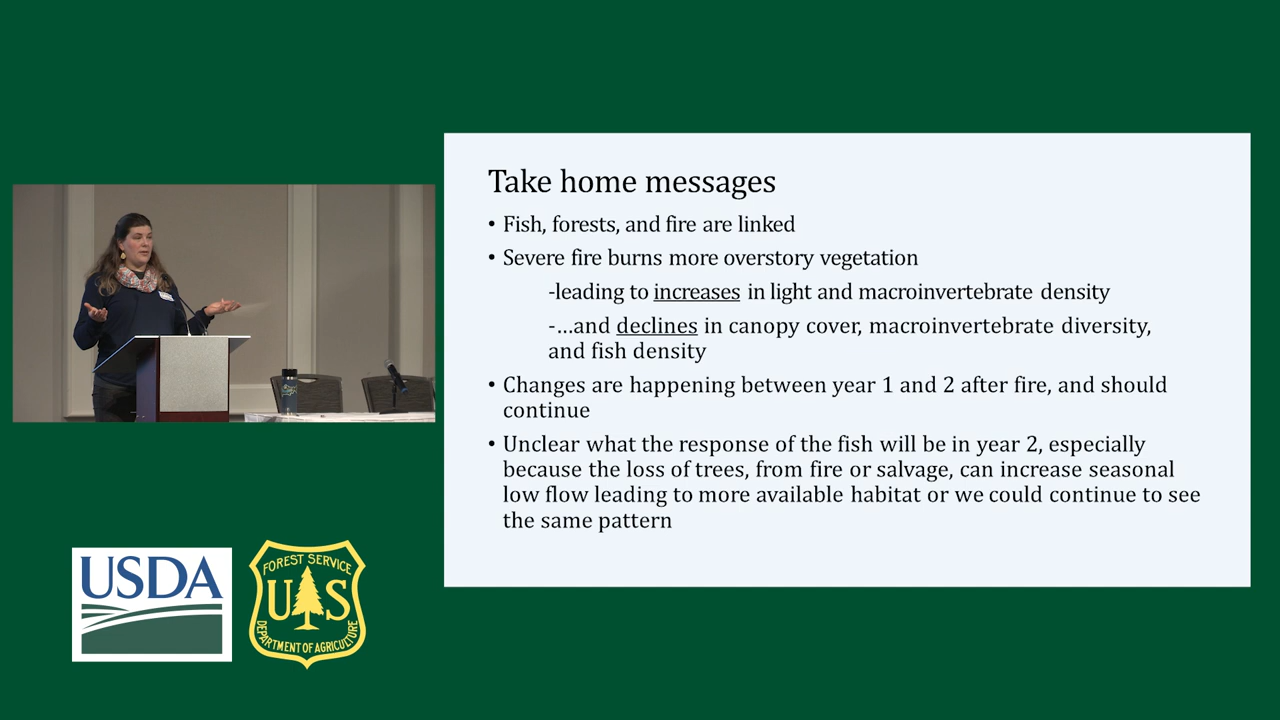 Take home messages
• Fish, forests, and fire are linked
• Severe fire burns more overstory vegetation
-leading to increases in light and macroinvertebrate density
-…and declines in canopy cover, macroinvertebrate diversity,
and fish density
• Changes are happening between year 1 and 2 after fire, and should
continue
• Unclear what the response of the fish will be in year 2, especially
because the loss of trees, from fire or salvage, can increase seasonal
low flow leading to more available habitat or we could continue to see
the same pattern
USDA
FOREST SERVICE
U S
DEPARTMENT OF AGRICULTURE